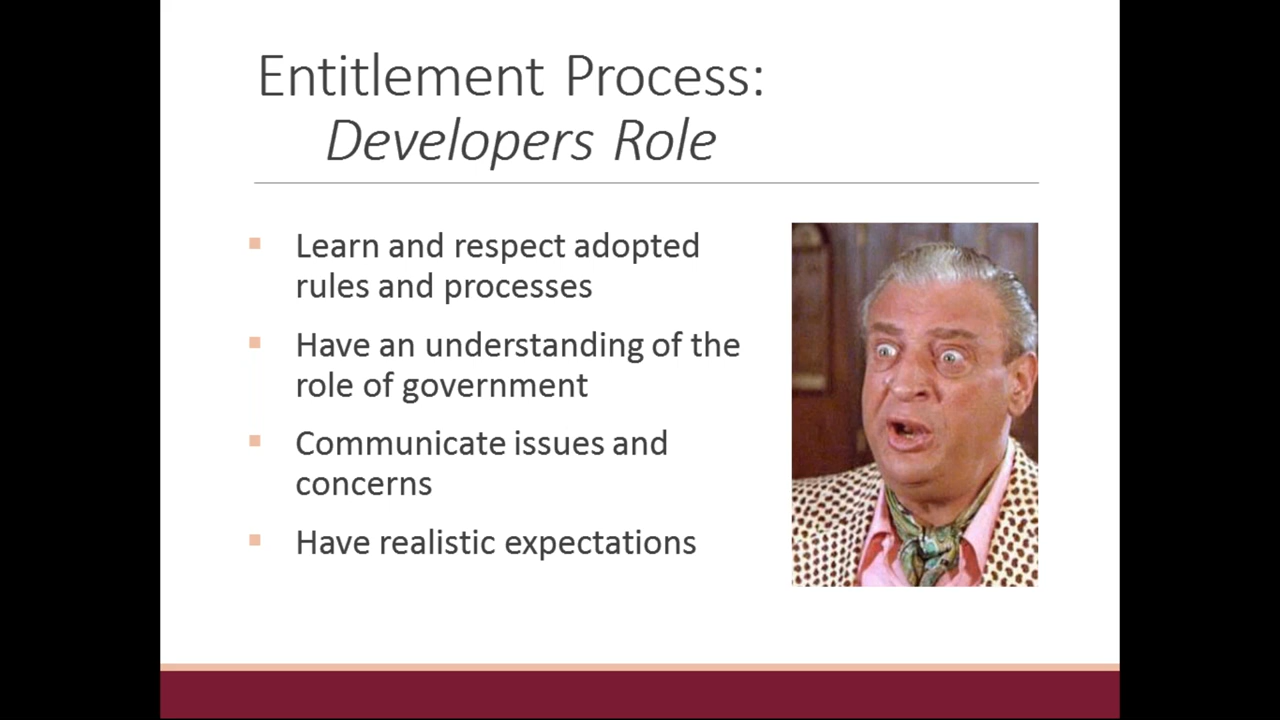 Entitlement Process:
Developers Role
Learn and respect adopted
rules and processes
Have an understanding of the
role of government
Communicate issues and
concerns
Have realistic expectations